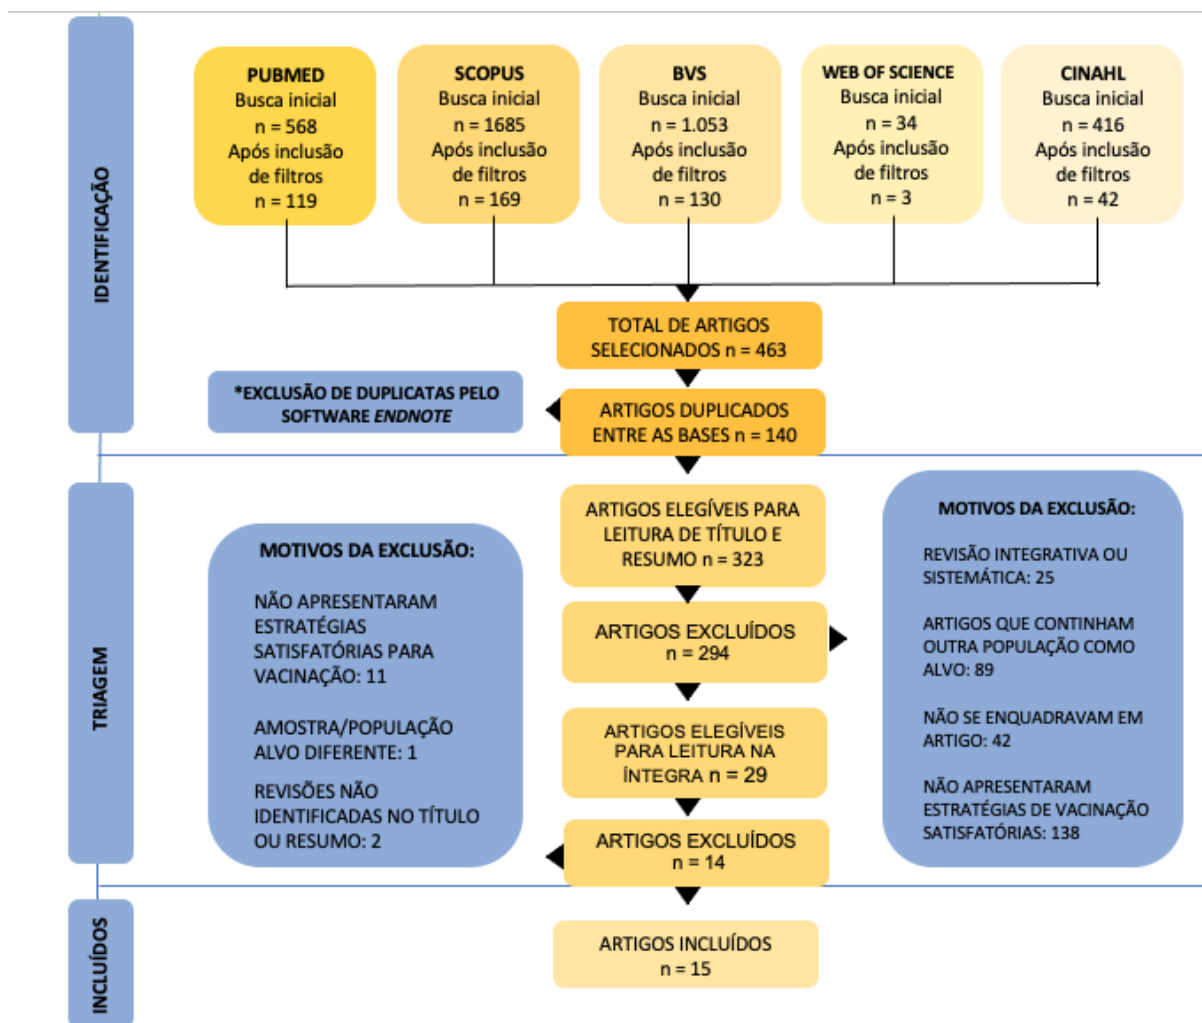 IDENTIFICAÇÃO
PUBMED
Busca inicial
n = 568
Após inclusão
de filtros
n = 119
SCOPUS
Busca inicial
n = 1685
Após inclusão
de filtros
n = 169
BVS
Busca inicial
n = 1.053
Após inclusão
de filtros
n = 130
WEB OF SCIENCE
Busca inicial
n = 34
Após inclusão
de filtros
n = 3
CINAHL
Busca inicial
n = 416
Após inclusão
de filtros
n = 42
TOTAL DE ARTIGOS
SELECIONADOS n = 463
*EXCLUSÃO DE DUPLICATAS PELO
SOFTWARE ENDNOTE
ARTIGOS DUPLICADOS
ENTRE AS BASES n = 140
TRIAGEM
ARTIGOS ELEGÍVEIS PARA
LEITURA DE TÍTULO E
RESUMO n = 323
ARTIGOS EXCLUÍDOS
n = 294
MOTIVOS DA EXCLUSÃO:
REVISÃO INTEGRATIVA OU
SISTEMÁTICA: 25
ARTIGOS QUE CONTINHAM
OUTRA POPULAÇÃO COMO
ALVO: 89
NÃO SE ENQUADRAVAM EM
ARTIGO: 42
NÃO APRESENTARAM
ESTRATÉGIAS DE VACINAÇÃO
SATISFATÓRIAS: 138
ARTIGOS ELEGÍVEIS
PARA LEITURA NA
ÍNTEGRA n = 29
ARTIGOS EXCLUÍDOS
n = 14
MOTIVOS DA EXCLUSÃO:
NÃO APRESENTARAM
ESTRATÉGIAS
SATISFATÓRIAS PARA
VACINAÇÃO: 11
AMOSTRA/POPULAÇÃO
ALVO DIFERENTE: 1
REVISÕES NÃO
IDENTIFICADAS NO TÍTULO
OU RESUMO: 2
INCLUÍDOS
ARTIGOS INCLUÍDOS
n = 15